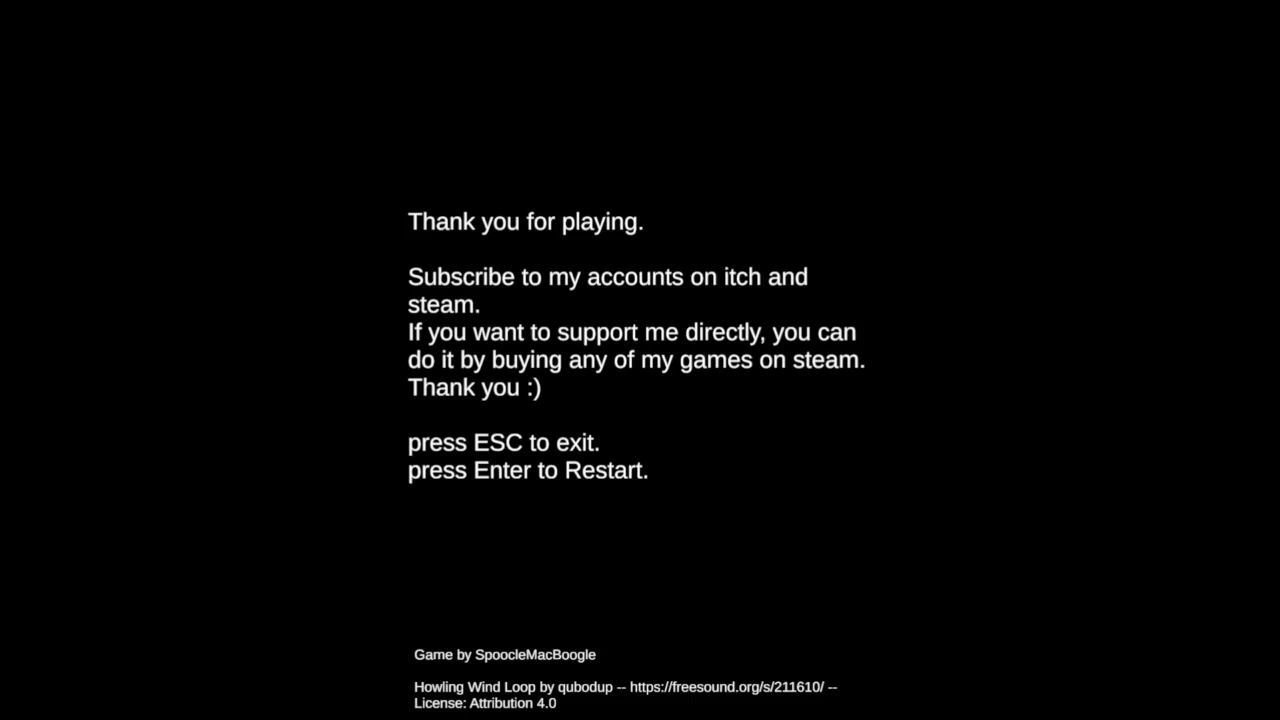 Thank you for playing.
Subscribe to my accounts on itch and
steam.
If you want to support me directly, you can
do it by buying any of my games on steam.
Thank you :)
press ESC to exit.
press Enter to Restart.
Game by SpoocleMacBoogle
Howling Wind Loop by qubodup -- https://freesound.org/s/211610/ --
License: Attribution 4.0